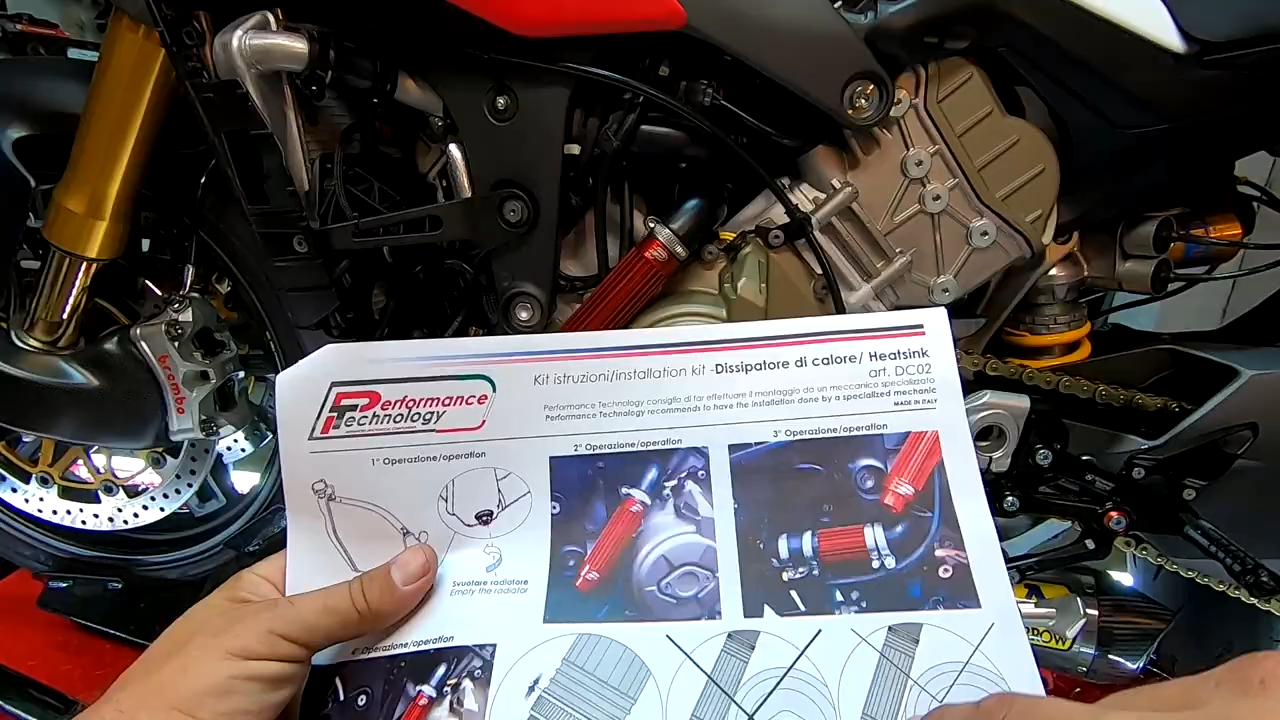 Kit istruzioni/installation kit -Dissipatore di calore/ Heatsink
art. DC02
Performance Technology consiglia di far effettuare il montaggio da un meccanico specializzato
Performance Technology recommends to have the installation done by a specialized mechanic
MADE IN ITALY
Performance
Technology
1° Operazione/operation
2° Operazione/operation
3° Operazione/operation
Svuotare radiatore
Empty the radiator
Operazione/operation
brembo